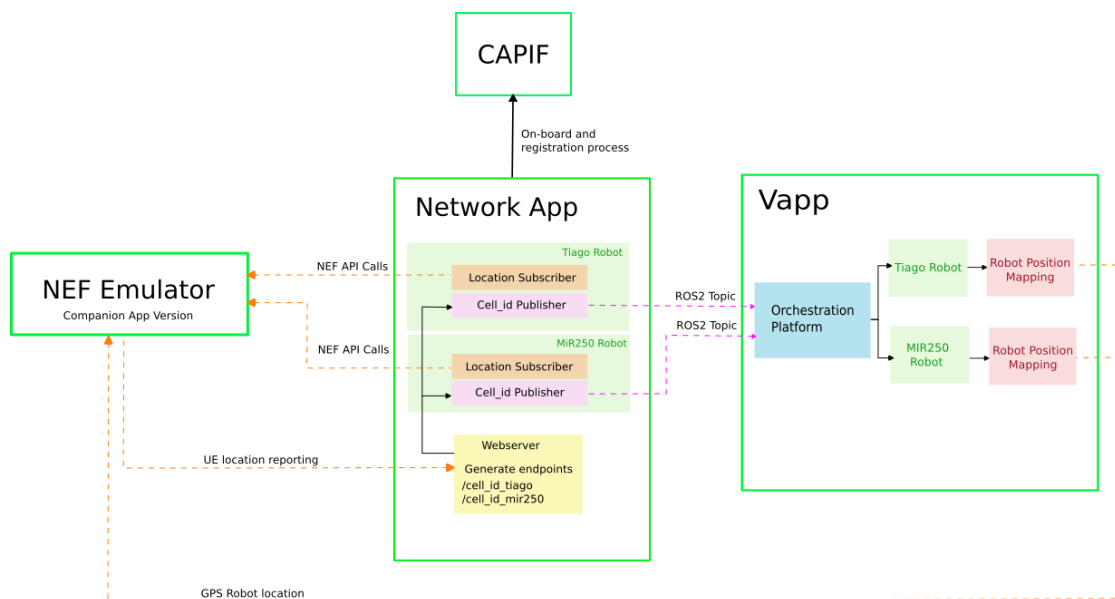 CAPIF
On-board and
registration process
Network App
Tiago Robot
Location Subscriber
Cell_id Publisher
MiR250 Robot
Location Subscriber
Cell_id Publisher
Webserver
Generate endpoints
/cell_id_tiago
/cell_id_mir250
NEF Emulator
Companion App Version
NEF API Calls
NEF API Calls
UE location reporting
GPS Robot location
ROS2 Topic
ROS2 Topic
Vapp
Orchestration
Platform
Tiago Robot
Robot Position
Mapping
MIR250
Robot
Robot Position
Mapping